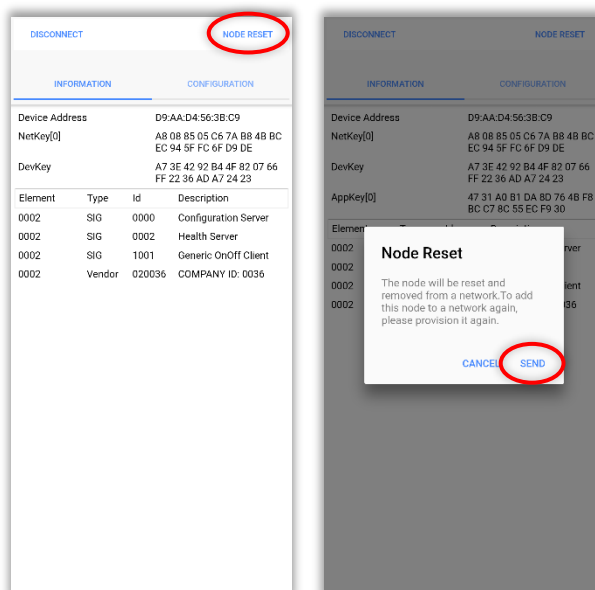 DISCONNECT NODE RESET
INFORMATION CONFIGURATION
Device Address D9:AA:D4:56:3B:C9
NetKey[0] A8 08 85 05 C6 7A B8 4B BC
EC 94 5F FC 6F D9 DE
DevKey A7 3E 42 92 B4 4F 82 07 66
FF 22 36 AD A7 24 23
Element Type Id Description
0002 SIG 0000 Configuration Server
0002 SIG 0002 Health Server
0002 SIG 1001 Generic OnOff Client
0002 Vendor 020036 COMPANY ID: 0036
DISCONNECT NODE RESET
INFORMATION CONFIGURATION
Device Address D9:AA:D4:56:3B:C9
NetKey[0] A8 08 85 05 C6 7A B8 4B BC
EC 94 5F FC 6F D9 DE
DevKey A7 3E 42 92 B4 4F 82 07 66
FF 22 36 AD A7 24 23
AppKey[0] 47 31 A0 B1 DA 8D 76 4B F8
BC C7 8C 55 EC F9 30
0002
0002
0002
0002
Node Reset
The node will be reset and
removed from a network.To add
this node to a network again,
please provision it again.
CANCEL SEND